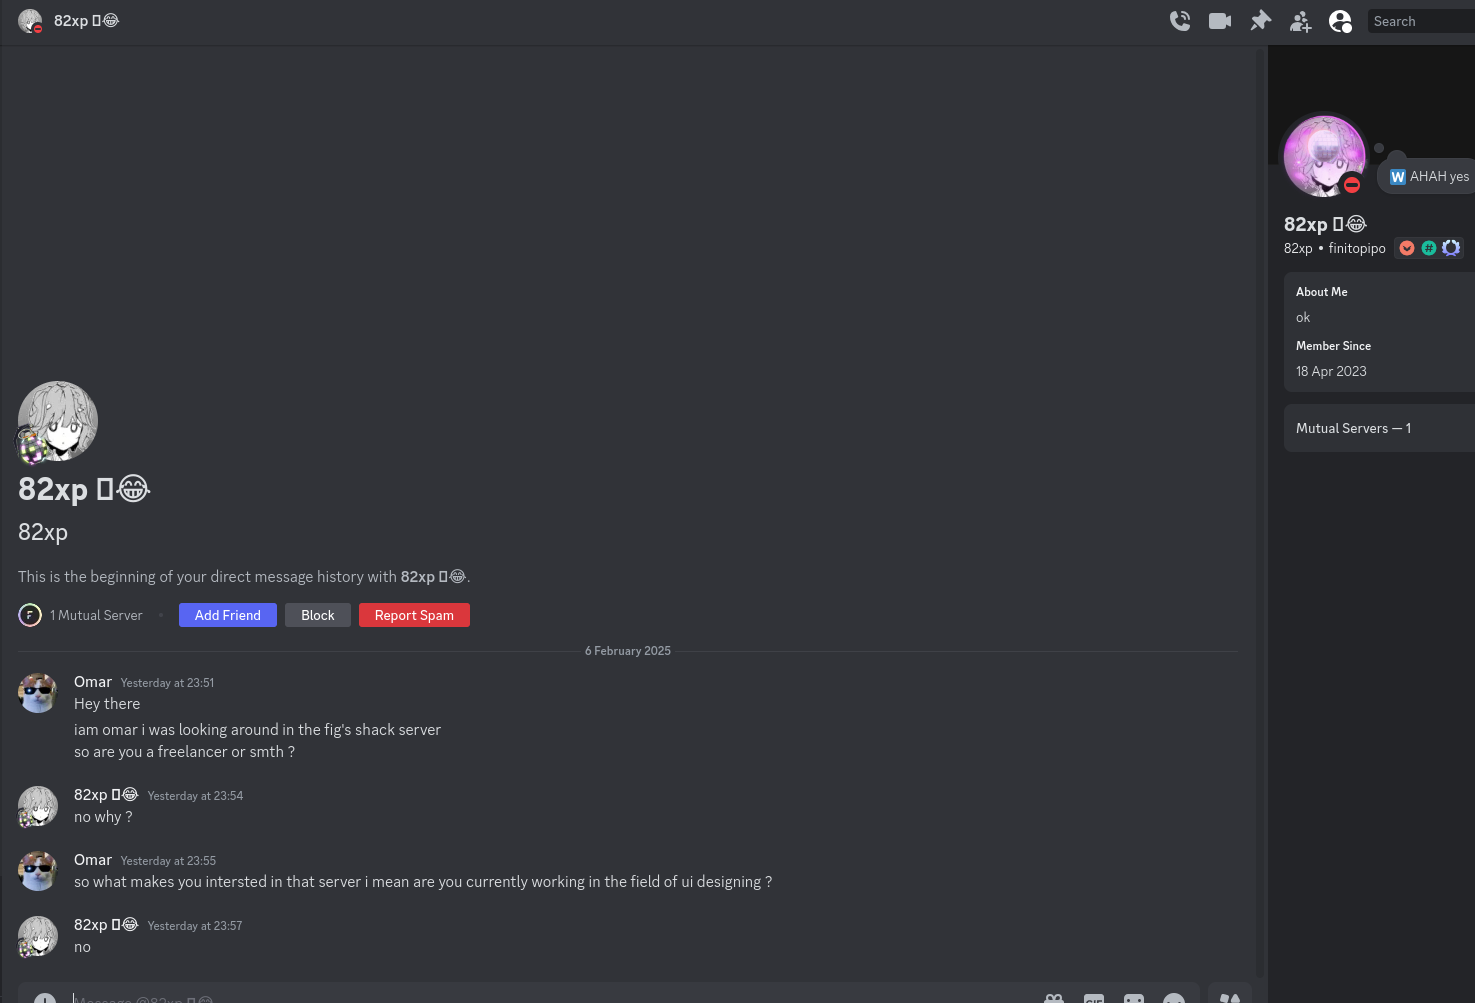 82xp 😂
Search
W AHAH yes
82xp 😂
82xp • finitopipo
About Me
ok
Member Since
18 Apr 2023
Mutual Servers — 1
82xp 😂
82xp
This is the beginning of your direct message history with 82xp 😂.
F 1 Mutual Server • Add Friend Block Report Spam
6 February 2025
Omar Yesterday at 23:51
Hey there
iam omar i was looking around in the fig's shack server
so are you a freelancer or smth ?
82xp 😂 Yesterday at 23:54
no why ?
Omar Yesterday at 23:55
so what makes you intersted in that server i mean are you currently working in the field of ui designing ?
82xp 😂 Yesterday at 23:57
no
Message @82xp 😂
GIF